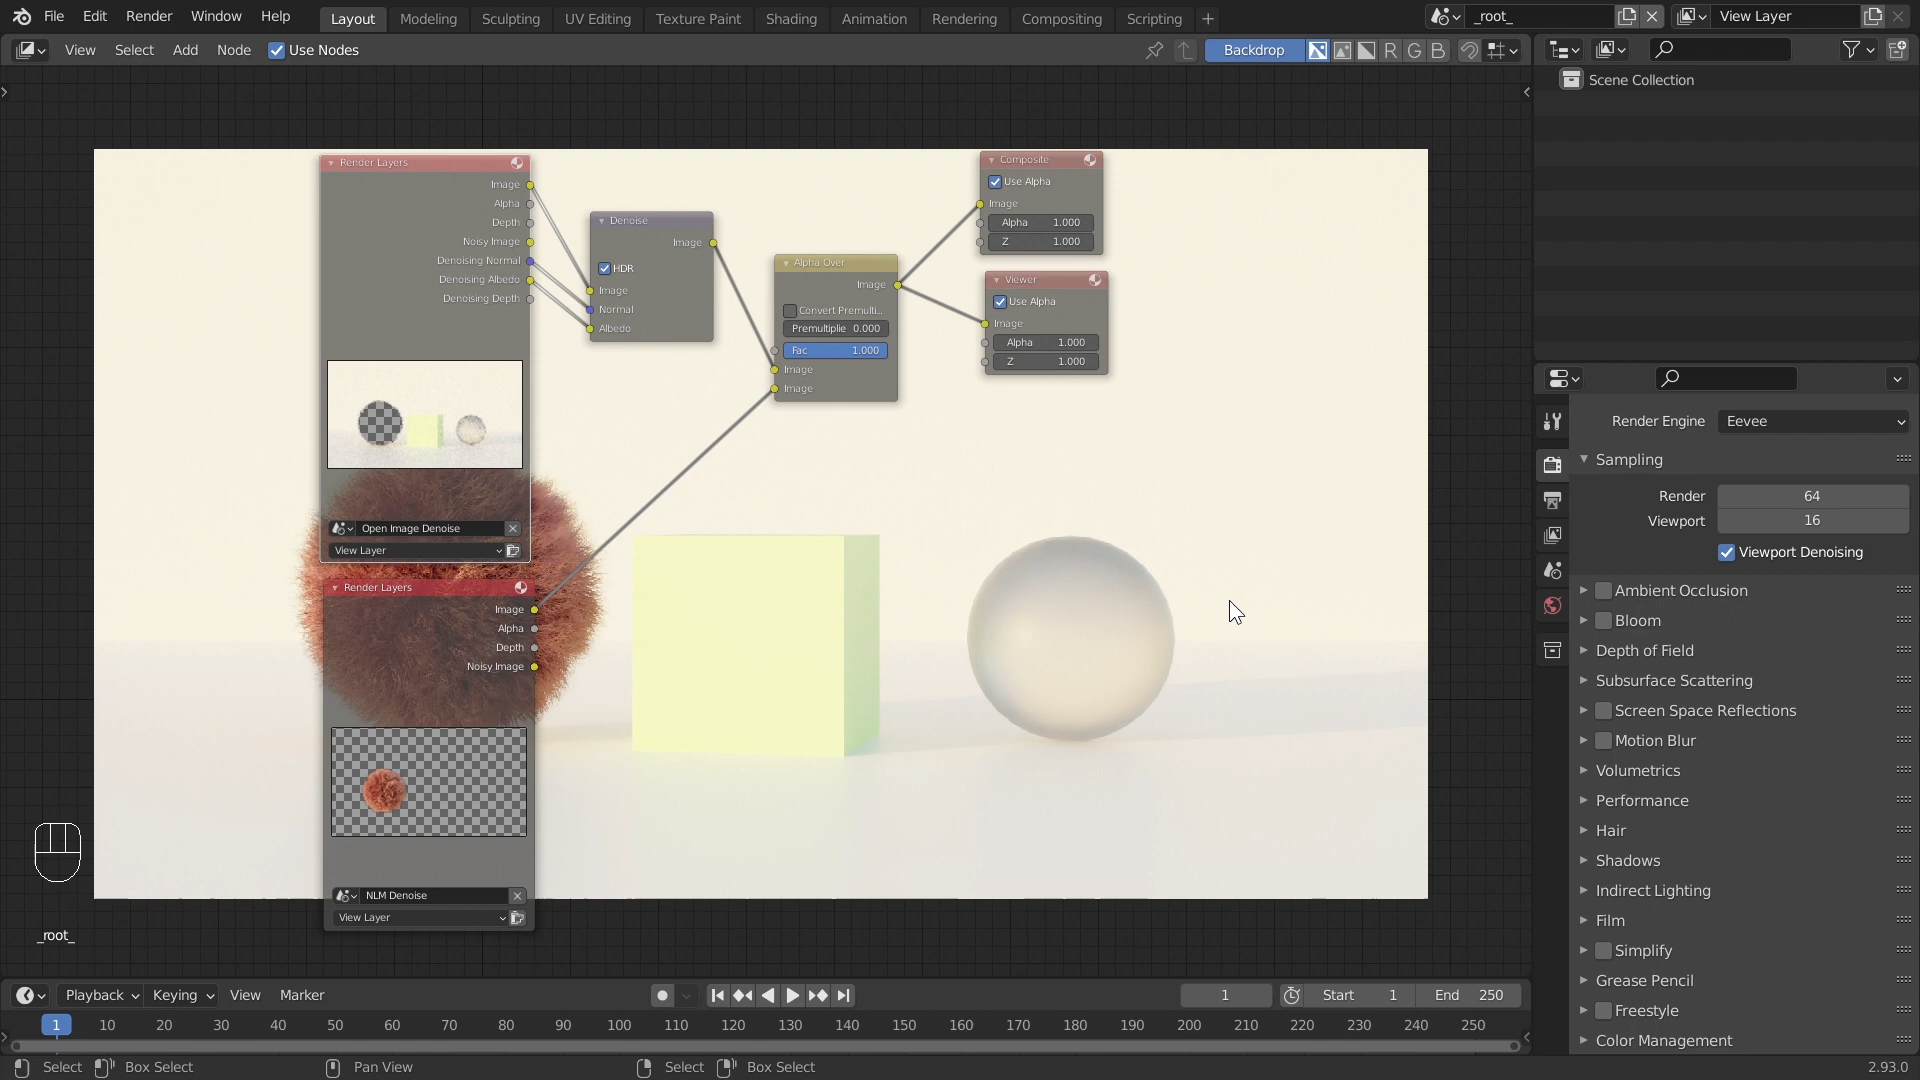 File Edit Render Window Help Layout Modeling Sculpting UV Editing Texture Paint Shading Animation Rendering Compositing Scripting + _root_ View Layer
View Select Add Node Use Nodes Backdrop R G B
Scene Collection
Render Layers
Image
Alpha
Depth
Noisy Image
Denoising Normal
Denoising Albedo
Denoising Depth
Open Image Denoise
View Layer
Denoise
Image
HDR
Image
Normal
Albedo
Alpha Over
Image
Convert Premulti...
Premultiplie 0.000
Fac 1.000
Image
Image
Composite
Use Alpha
Image
Alpha 1.000
Z 1.000
Viewer
Use Alpha
Image
Alpha 1.000
Z 1.000
Render Layers
Image
Alpha
Depth
Noisy Image
NLM Denoise
View Layer
_root_
Render Engine Eevee
Sampling
Render 64
Viewport 16
Viewport Denoising
Ambient Occlusion
Bloom
Depth of Field
Subsurface Scattering
Screen Space Reflections
Motion Blur
Volumetrics
Performance
Hair
Shadows
Indirect Lighting
Film
Simplify
Grease Pencil
Freestyle
Color Management
Playback Keying View Marker 1 Start 1 End 250
1 10 20 30 40 50 60 70 80 90 100 110 120 130 140 150 160 170 180 190 200 210 220 230 240 250
Select Box Select Pan View Select Box Select 2.93.0